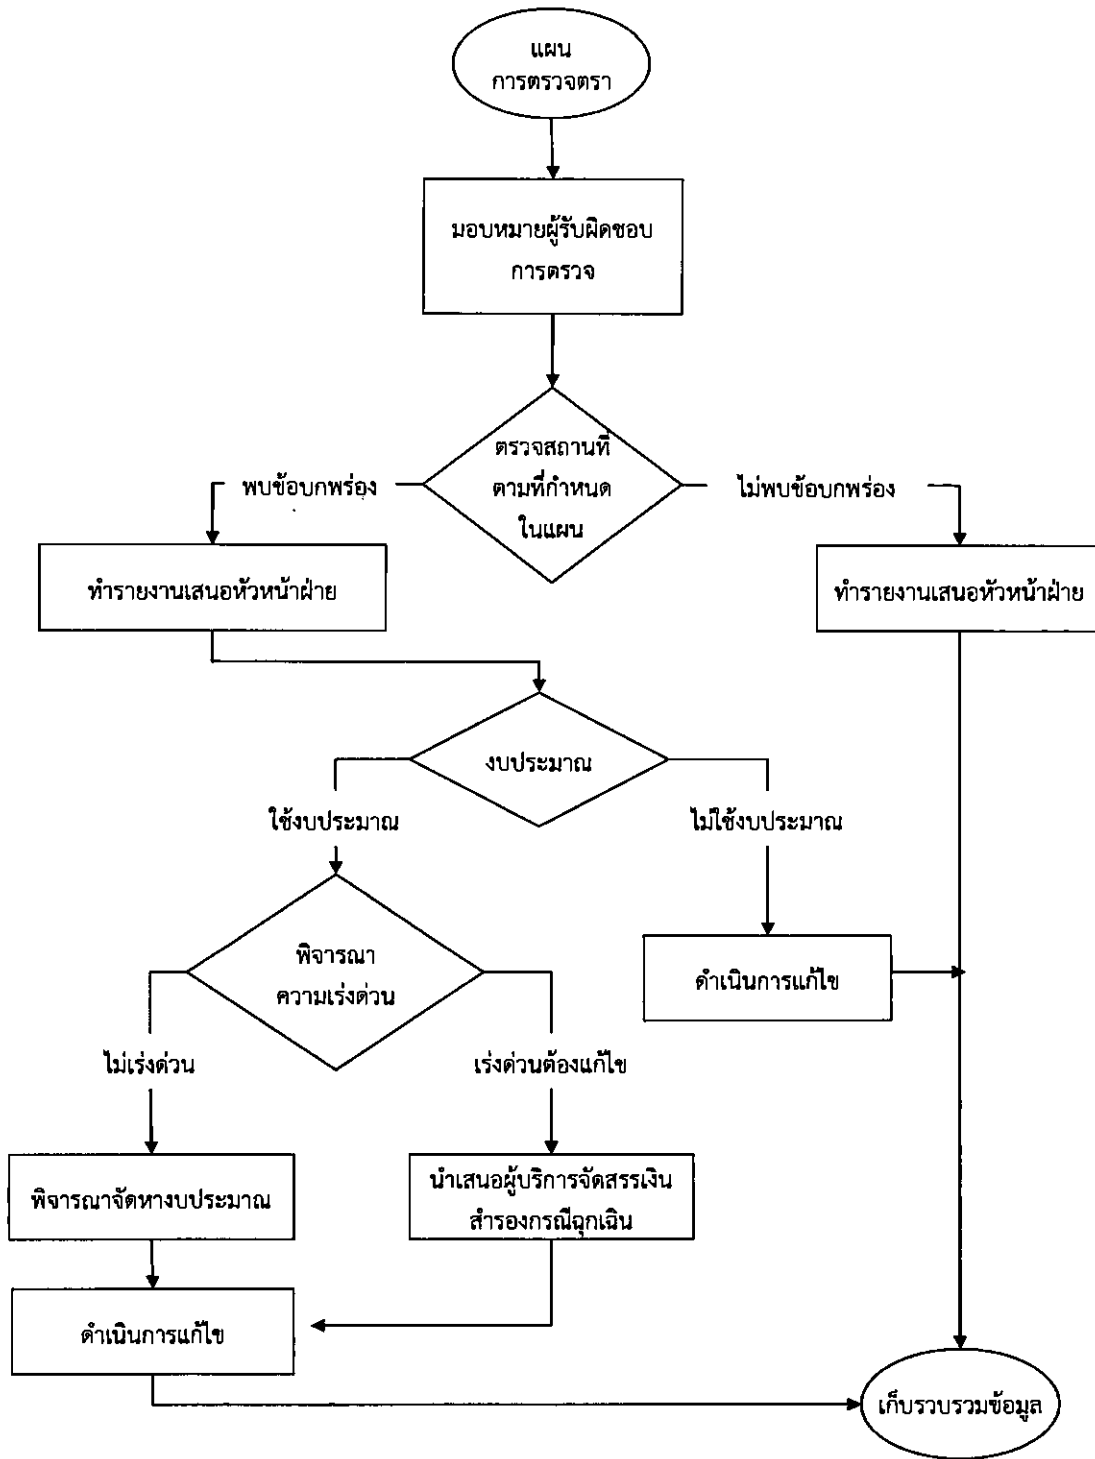 แผน
การตรวจตรา
มอบหมายผู้รับผิดชอบ
การตรวจ
ตรวจสถานที่
ตามที่กำหนด
ในแผน
พบข้อบกพร่อง
ไม่พบข้อบกพร่อง
ทำรายงานเสนอหัวหน้าฝ่าย
ทำรายงานเสนอหัวหน้าฝ่าย
งบประมาณ
ใช้งบประมาณ
ไม่ใช้งบประมาณ
พิจารณา
ความเร่งด่วน
ดำเนินการแก้ไข
ไม่เร่งด่วน
เร่งด่วนต้องแก้ไข
พิจารณาจัดหางบประมาณ
นำเสนอผู้บริการจัดสรรเงิน
สำรองกรณีฉุกเฉิน
ดำเนินการแก้ไข
เก็บรวบรวมข้อมูล